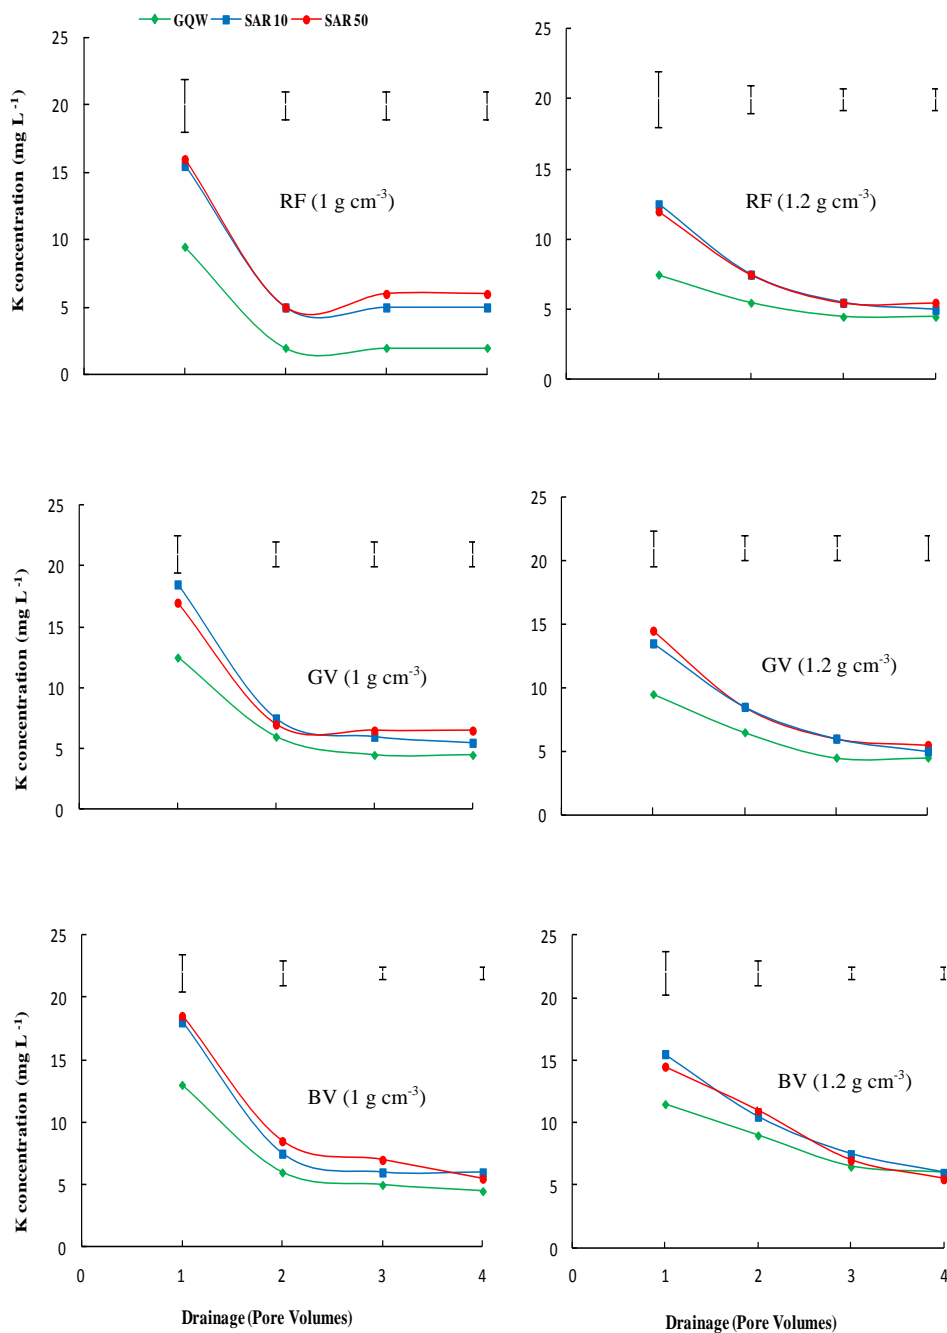 GQW SAR 10 SAR 50
K concentration (mg L -1)
25
20
15
10
5
0
RF (1 g cm-3)
25
20
15
10
5
0
RF (1.2 g cm-3)
K concentration (mg L -1)
25
20
15
10
5
0
GV (1 g cm-3)
25
20
15
10
5
0
GV (1.2 g cm-3)
K concentration (mg L -1)
25
20
15
10
5
0
BV (1 g cm-3)
0 1 2 3 4
Drainage (Pore Volumes)
25
20
15
10
5
0
BV (1.2 g cm-3)
0 1 2 3 4
Drainage (Pore Volumes)